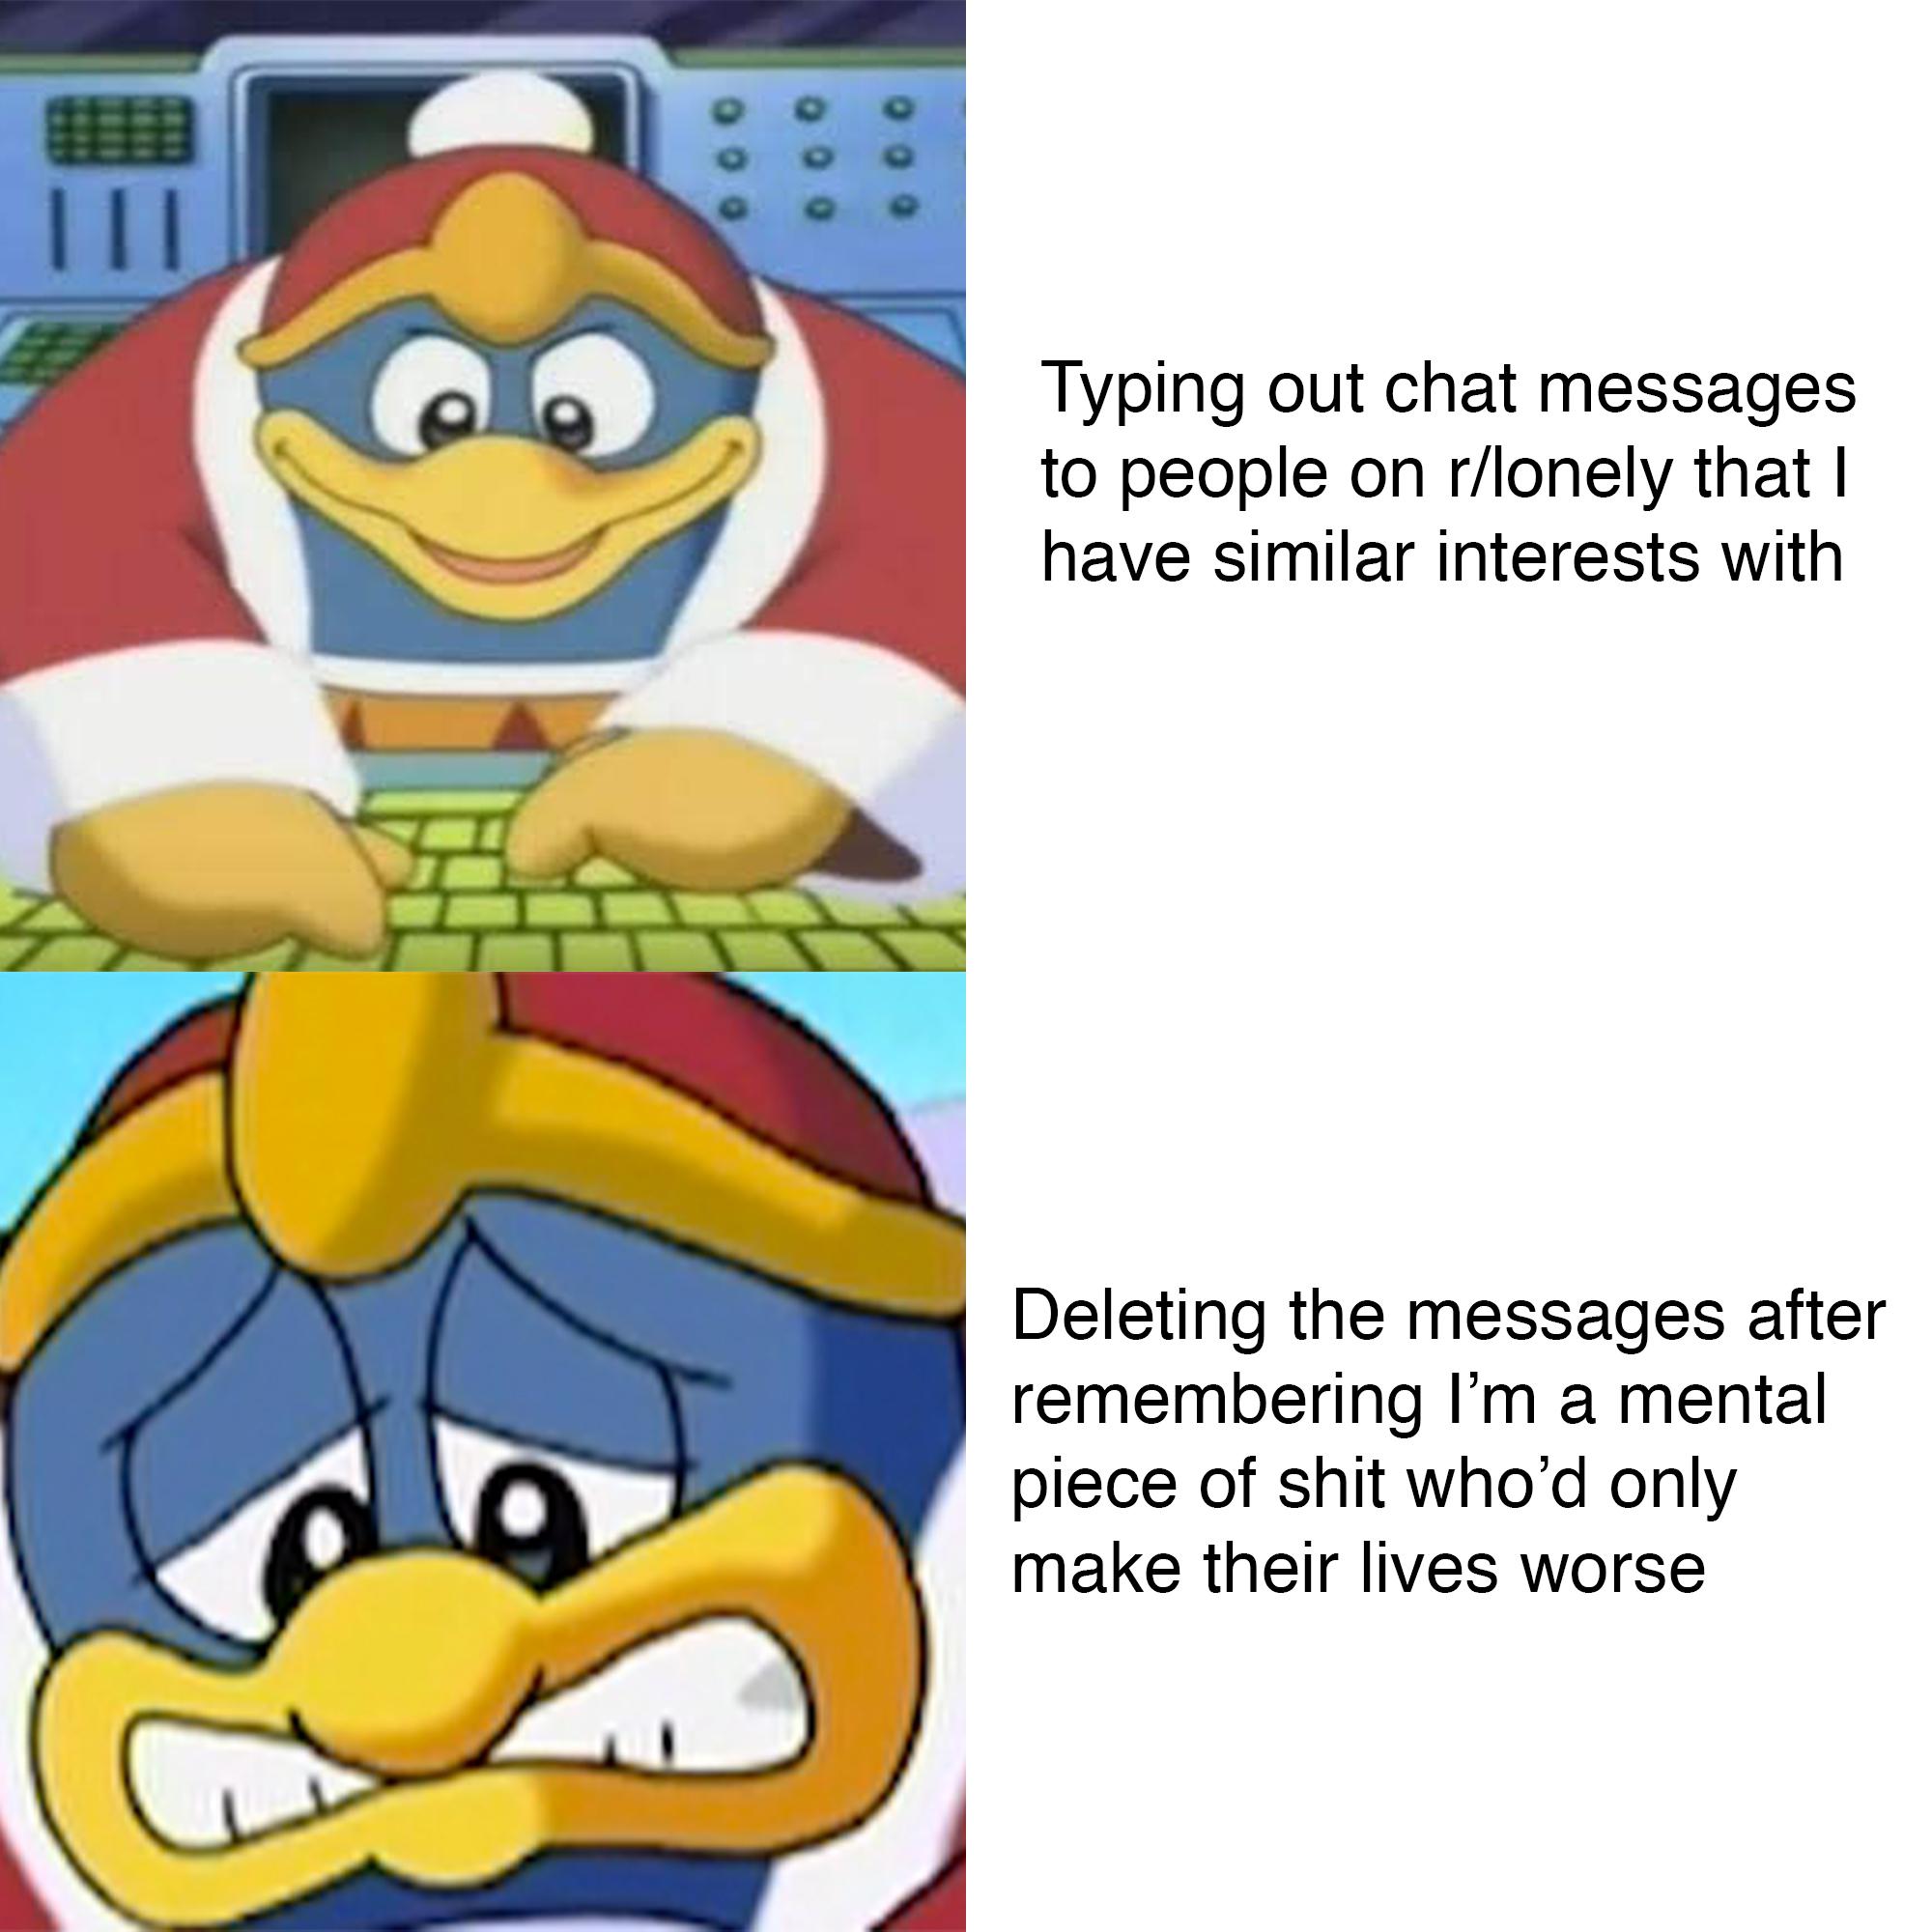 Typing out chat messages
to people on r/lonely that I
have similar interests with
Deleting the messages after
remembering I’m a mental
piece of shit who’d only
make their lives worse